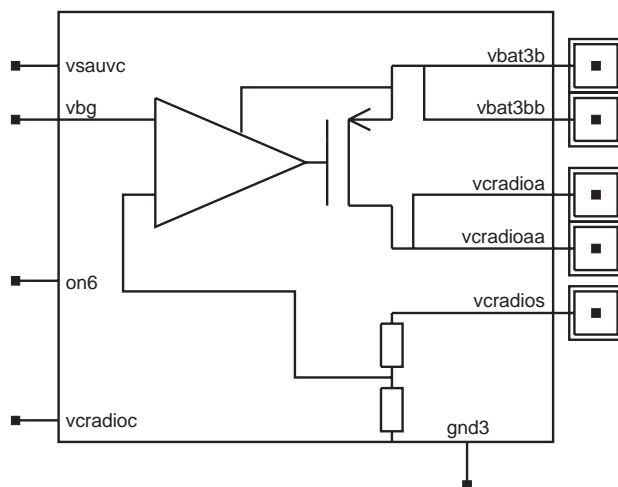 vsauvc
vbat3b
vbg
vbat3bb
vcradioa
vcradioaa
on6
vcradios
vcradioc
gnd3